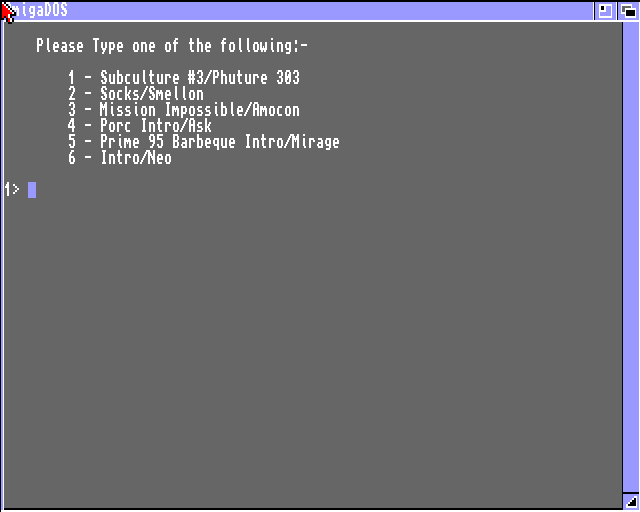 AmigaDOS
Please Type one of the following:-
1 - Subculture #3/Phuture 303
2 - Socks/Smellon
3 - Mission Impossible/Amocon
4 - Porc Intro/Ask
5 - Prime 95 Barbeque Intro/Mirage
6 - Intro/Neo
1>